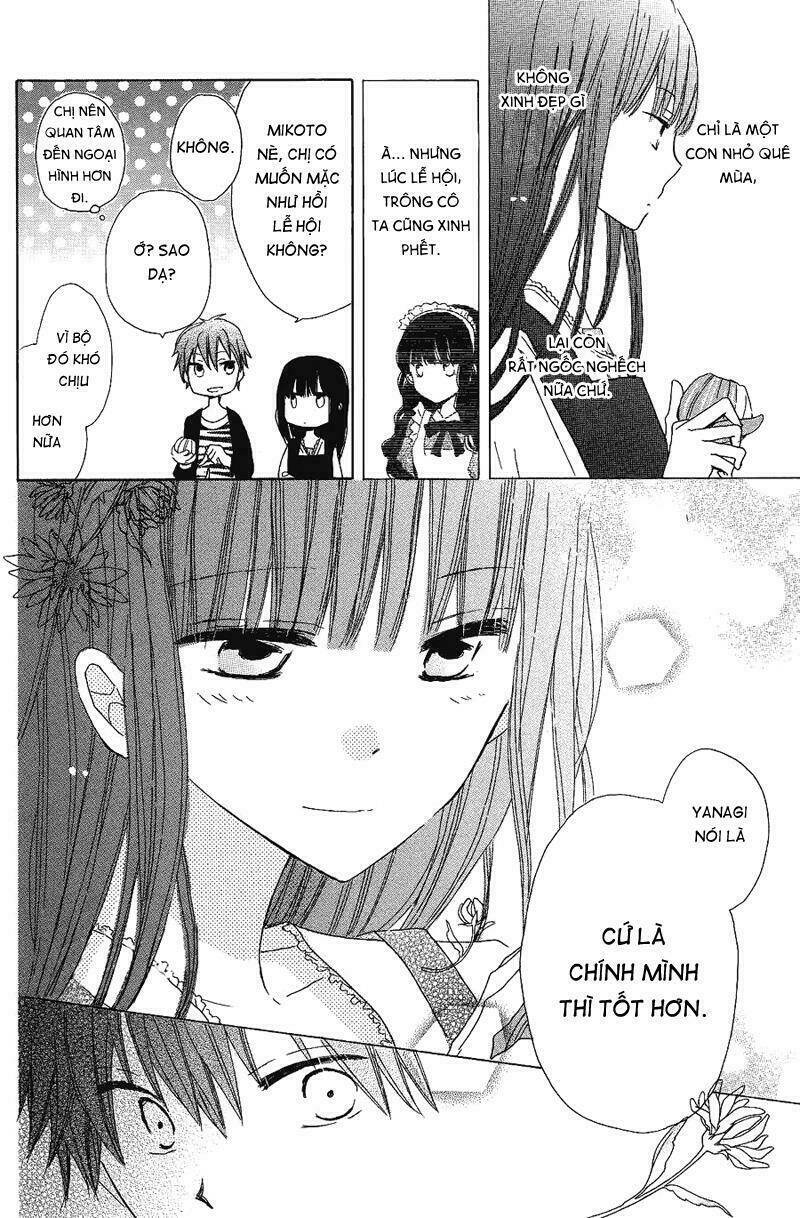 KHÔNG
XINH ĐẸP GÌ
CHỈ LÀ MỘT
CON NHỎ QUÊ
MÙA,
LẠI CÒN
RẤT NGỐC NGHẾCH
NỮA CHỨ.
À... NHƯNG
LÚC LỄ HỘI,
TRÔNG CÔ
TA CŨNG XINH
PHẾT.
MIKOTO
NÈ, CHỊ CÓ
MUỐN MẶC
NHƯ HỒI
LỄ HỘI
KHÔNG?
KHÔNG.
CHỊ NÊN
QUAN TÂM
ĐẾN NGOẠI
HÌNH HƠN
ĐI.
Ớ? SAO
DẠ?
VÌ BỘ
ĐÓ KHÓ
CHỊU
HƠN
NỮA
YANAGI
NÓI LÀ
CỨ LÀ
CHÍNH MÌNH
THÌ TỐT HƠN.